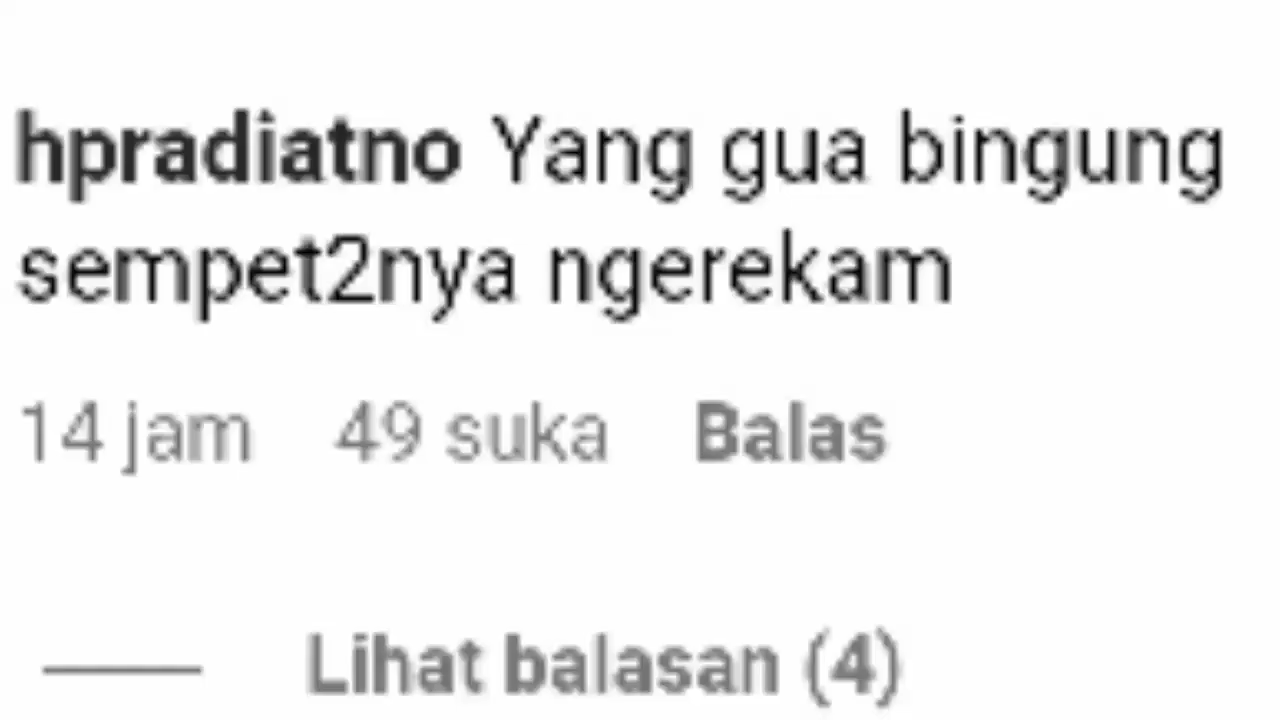 hpradiatno Yang gua bingung
sempet2nya ngerekam
14 jam 49 suka Balas
Lihat balasan (4)